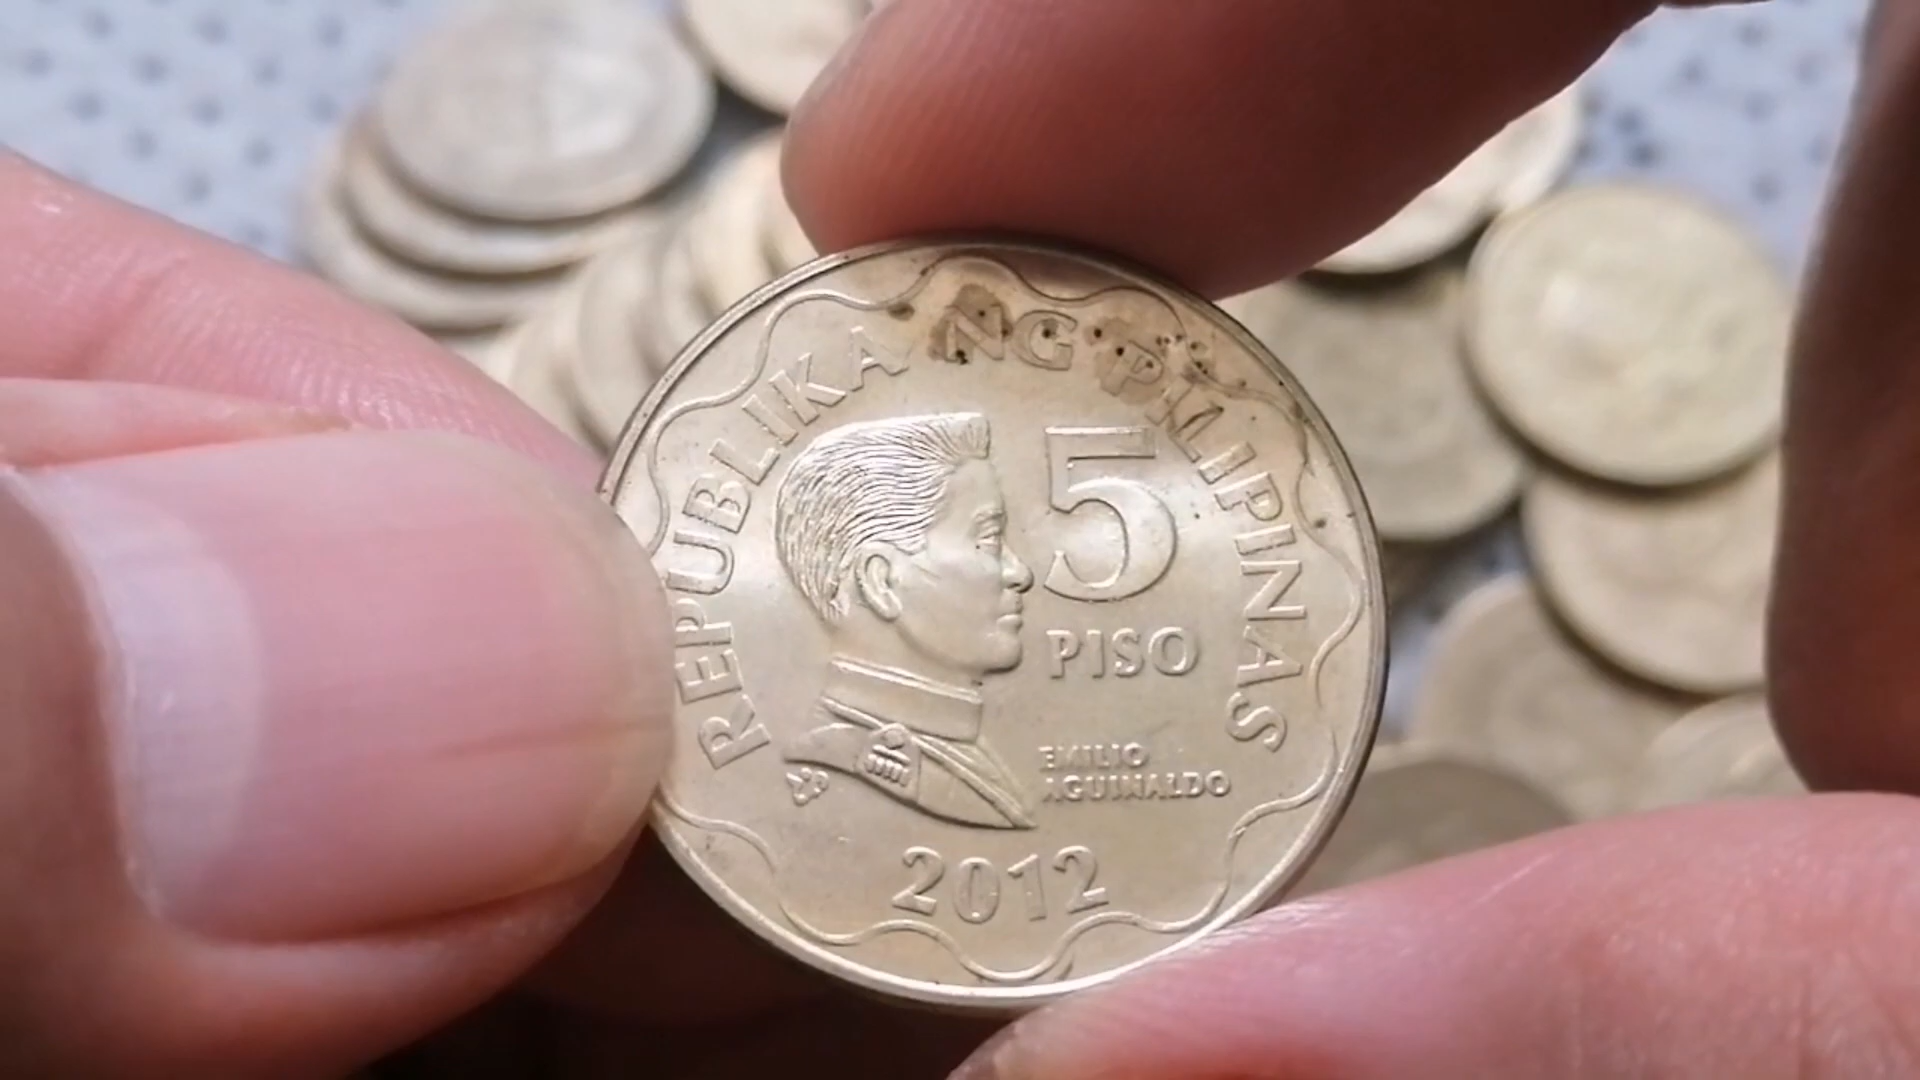 REPUBLIKA NG PILIPINAS
5
PISO
EMILIO
AGUINALDO
2012